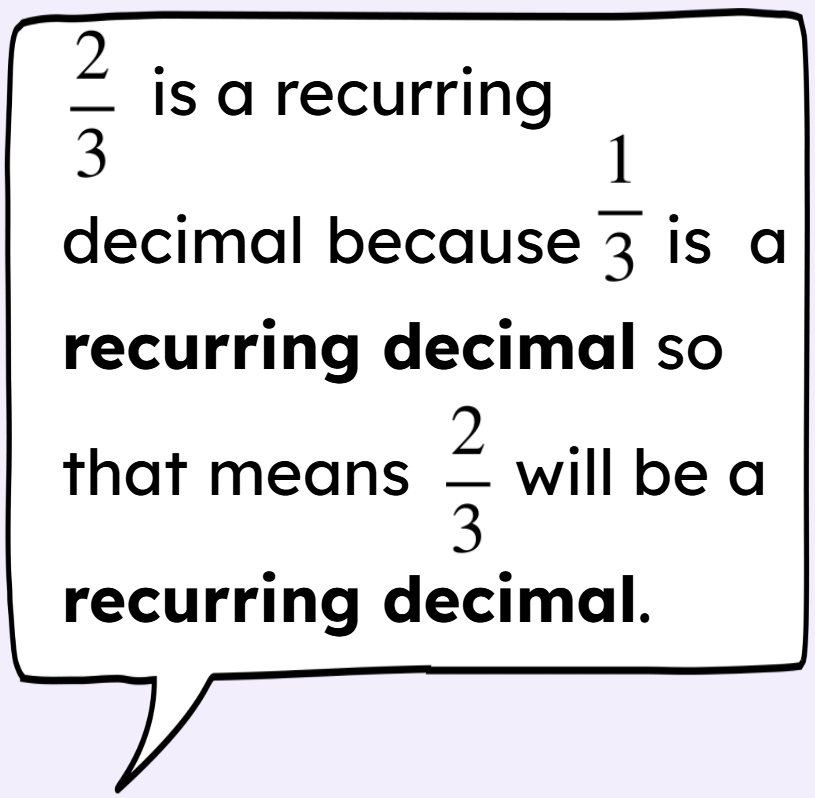 2/3 is a recurring
decimal because 1/3 is a
recurring decimal so
that means 2/3 will be a
recurring decimal.